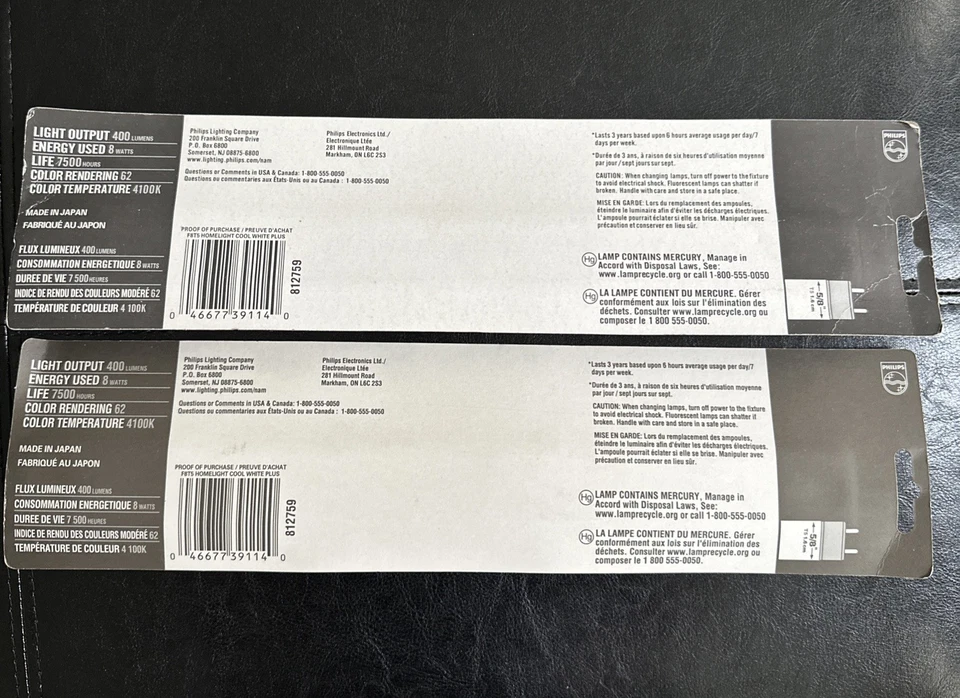 LIGHT OUTPUT 400 LUMENS
ENERGY USED 8 WATTS
LIFE 7500 HOURS
COLOR RENDERING 62
COLOR TEMPERATURE 4100K
MADE IN JAPAN
FABRIQUÉ AU JAPON
FLUX LUMINEUX 400 LUMENS
CONSOMMATION ENERGETIQUE 8 WATTS
DUREE DE VIE 7 500 HEURES
INDICE DE RENDU DES COULEURS MODÉRÉ 62
TEMPÉRATURE DE COULEUR 4 100K
Philips Lighting Company
200 Franklin Square Drive
P.O. Box 6800
Somerset, NJ 08875-6800
www.lighting.philips.com/nam
Philips Electronics Ltd./
Electronique Ltée
281 Hillmount Road
Markham, ON L6C 2S3
Questions or Comments in USA & Canada: 1-800-555-0050
Questions ou commentaires aux États-Unis ou au Canada : 1-800-555-0050
PROOF OF PURCHASE / PREUVE D'ACHAT
F8T5 HOMELIGHT COOL WHITE PLUS
0 46677 39114 0
812759
*Lasts 3 years based upon 6 hours average usage per day/7
days per week.
*Durée de 3 ans, à raison de six heures d'utilisation moyenne
par jour / sept jours sur sept.
CAUTION: When changing lamps, turn off power to the fixture
to avoid electrical shock. Fluorescent lamps can shatter if
broken. Handle with care and store in a safe place.
MISE EN GARDE: Lors du remplacement des ampoules,
éteindre le luminaire afin d'éviter les décharges électriques.
L'ampoule pourrait éclater si elle se brise. Manipuler avec
précaution et conserver en lieu sûr.
Hg LAMP CONTAINS MERCURY, Manage in
Accord with Disposal Laws, See:
www.lamprecycle.org or call 1-800-555-0050
Hg LA LAMPE CONTIENT DU MERCURE. Gérer
conformément aux lois sur l'élimination des
déchets. Consulter www.lamprecycle.org ou
composer le 1 800 555-0050.
PHILIPS
5/8"
T5 1.6 cm
LIGHT OUTPUT 400 LUMENS
ENERGY USED 8 WATTS
LIFE 7500 HOURS
COLOR RENDERING 62
COLOR TEMPERATURE 4100K
MADE IN JAPAN
FABRIQUÉ AU JAPON
FLUX LUMINEUX 400 LUMENS
CONSOMMATION ENERGETIQUE 8 WATTS
DUREE DE VIE 7 500 HEURES
INDICE DE RENDU DES COULEURS MODÉRÉ 62
TEMPÉRATURE DE COULEUR 4 100K
Philips Lighting Company
200 Franklin Square Drive
P.O. Box 6800
Somerset, NJ 08875-6800
www.lighting.philips.com/nam
Philips Electronics Ltd./
Electronique Ltée
281 Hillmount Road
Markham, ON L6C 2S3
Questions or Comments in USA & Canada: 1-800-555-0050
Questions ou commentaires aux États-Unis ou au Canada : 1-800-555-0050
PROOF OF PURCHASE / PREUVE D'ACHAT
F8T5 HOMELIGHT COOL WHITE PLUS
0 46677 39114 0
812759
*Lasts 3 years based upon 6 hours average usage per day/7
days per week.
*Durée de 3 ans, à raison de six heures d'utilisation moyenne
par jour / sept jours sur sept.
CAUTION: When changing lamps, turn off power to the fixture
to avoid electrical shock. Fluorescent lamps can shatter if
broken. Handle with care and store in a safe place.
MISE EN GARDE: Lors du remplacement des ampoules,
éteindre le luminaire afin d'éviter les décharges électriques.
L'ampoule pourrait éclater si elle se brise. Manipuler avec
précaution et conserver en lieu sûr.
Hg LAMP CONTAINS MERCURY, Manage in
Accord with Disposal Laws, See:
www.lamprecycle.org or call 1-800-555-0050
Hg LA LAMPE CONTIENT DU MERCURE. Gérer
conformément aux lois sur l'élimination des
déchets. Consulter www.lamprecycle.org ou
composer le 1 800 555-0050.
PHILIPS
5/8"
T5 1.6 cm